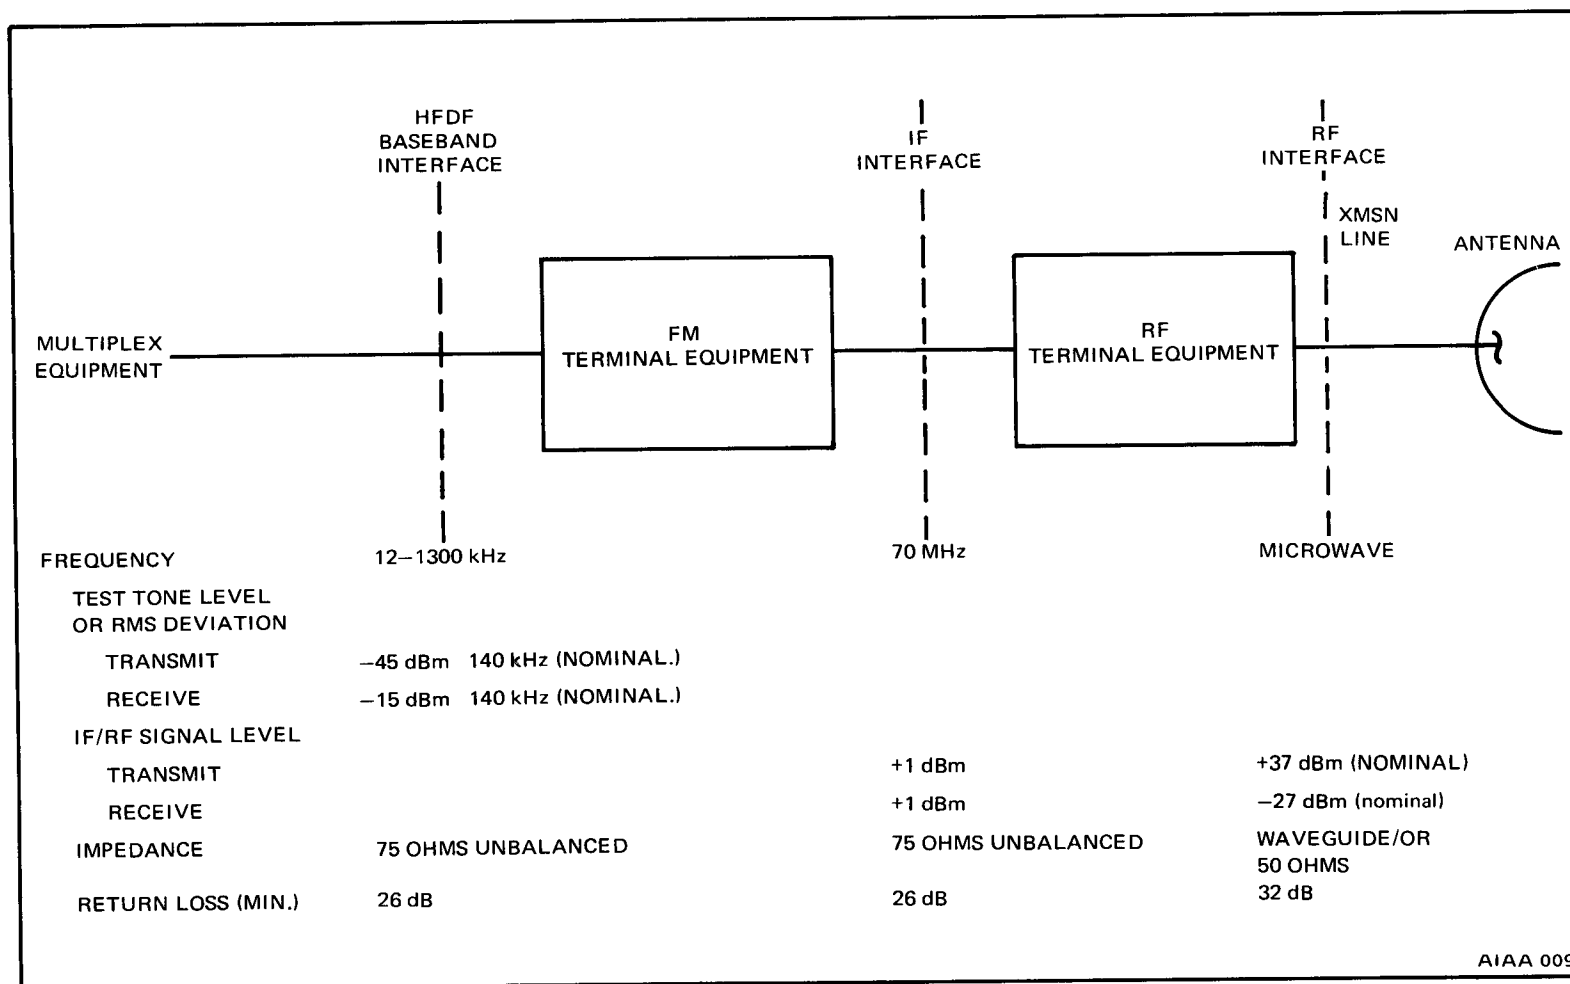 HFDF
BASEBAND
INTERFACE
IF
INTERFACE
RF
INTERFACE
XMSN
LINE
ANTENNA
MULTIPLEX
EQUIPMENT
FM
TERMINAL EQUIPMENT
RF
TERMINAL EQUIPMENT
FREQUENCY 12–1300 kHz 70 MHz MICROWAVE
TEST TONE LEVEL
OR RMS DEVIATION
TRANSMIT –45 dBm 140 kHz (NOMINAL.)
RECEIVE –15 dBm 140 kHz (NOMINAL.)
IF/RF SIGNAL LEVEL
TRANSMIT +1 dBm +37 dBm (NOMINAL)
RECEIVE +1 dBm –27 dBm (nominal)
IMPEDANCE 75 OHMS UNBALANCED 75 OHMS UNBALANCED WAVEGUIDE/OR
50 OHMS
RETURN LOSS (MIN.) 26 dB 26 dB 32 dB
AIAA 009